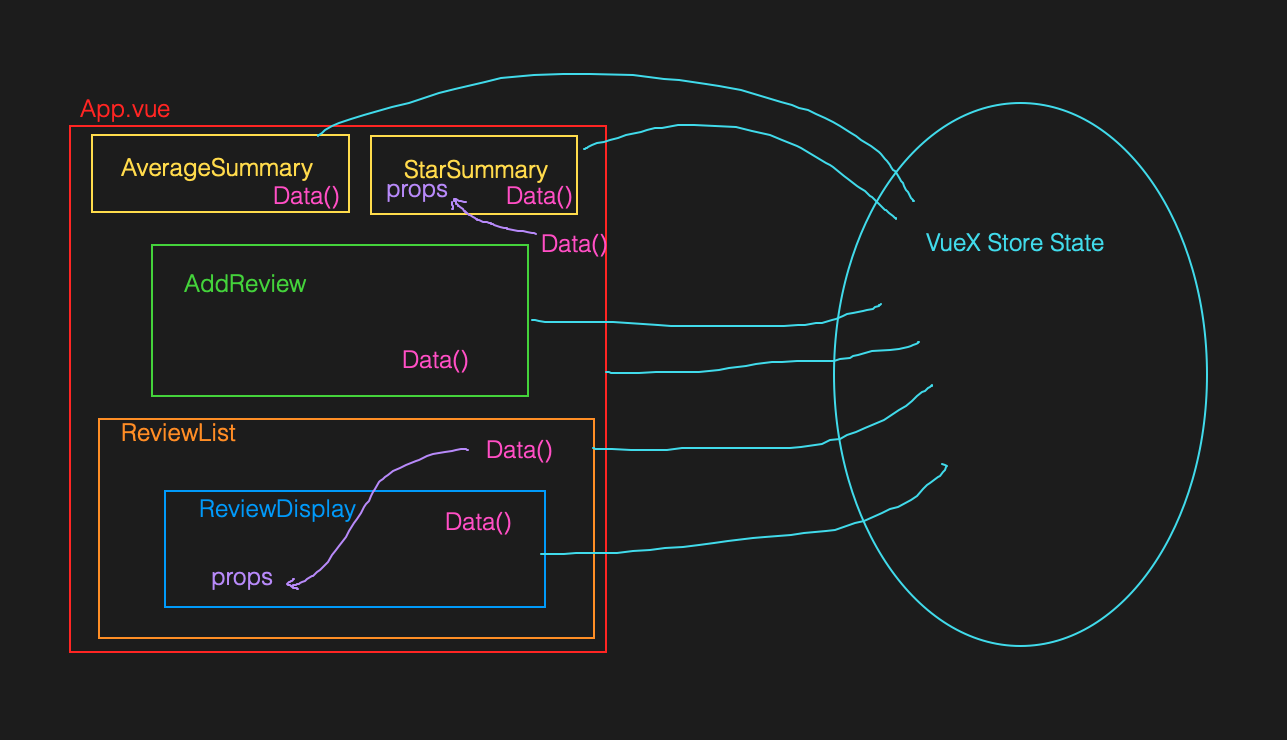 App.vue
AverageSummary
Data()
StarSummary
props
Data()
Data()
VueX Store State
AddReview
Data()
ReviewList
Data()
ReviewDisplay
Data()
props